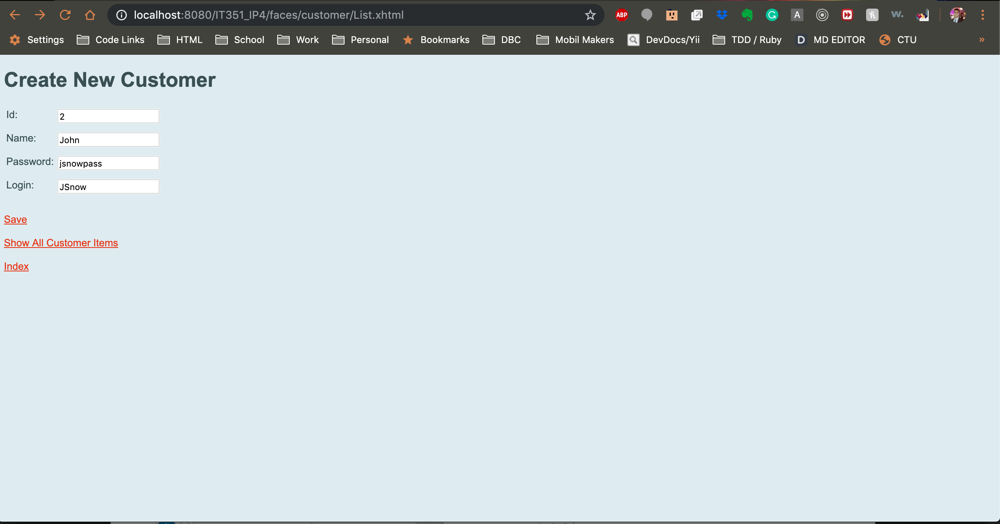 localhost:8080/IT351_IP4/faces/customer/List.xhtml ABP G A W.
Settings Code Links HTML School Work Personal Bookmarks DBC Mobil Makers DevDocs/Yii TDD / Ruby D MD EDITOR CTU »
Create New Customer
Id: 2
Name: John
Password: jsnowpass
Login: JSnow
Save
Show All Customer Items
Index